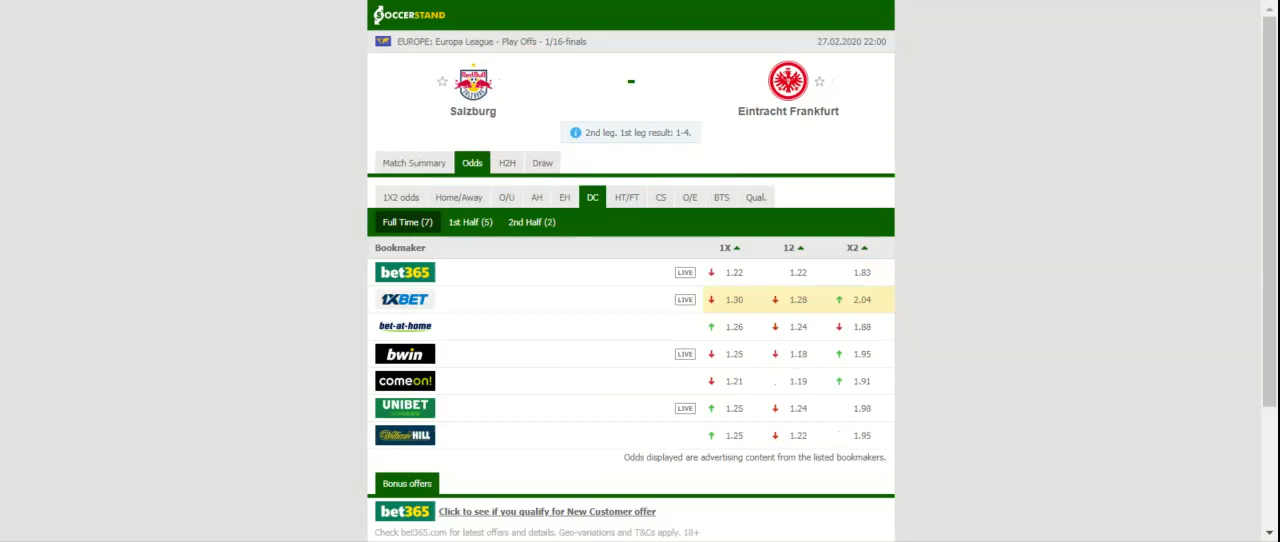 SOCCERSTAND
EUROPE: Europa League - Play Offs - 1/16-finals 27.02.2020 22:00
Red Bull
SALZBURG
-
Salzburg Eintracht Frankfurt
2nd leg. 1st leg result: 1-4.
Match Summary Odds H2H Draw
1X2 odds Home/Away O/U AH EH DC HT/FT CS O/E BTS Qual.
Full Time (7) 1st Half (5) 2nd Half (2)
Bookmaker 1X 12 X2
bet365 LIVE 1.22 1.22 1.83
1XBET LIVE 1.30 1.28 2.04
bet-at-home 1.26 1.24 1.88
bwin LIVE 1.25 1.18 1.95
comeon! 1.21 1.19 1.91
UNIBET LIVE 1.25 1.24 1.98
William HILL 1.25 1.22 1.95
Odds displayed are advertising content from the listed bookmakers.
Bonus offers
bet365 Click to see if you qualify for New Customer offer
Check bet365.com for latest offers and details. Geo-variations and T&Cs apply. 18+